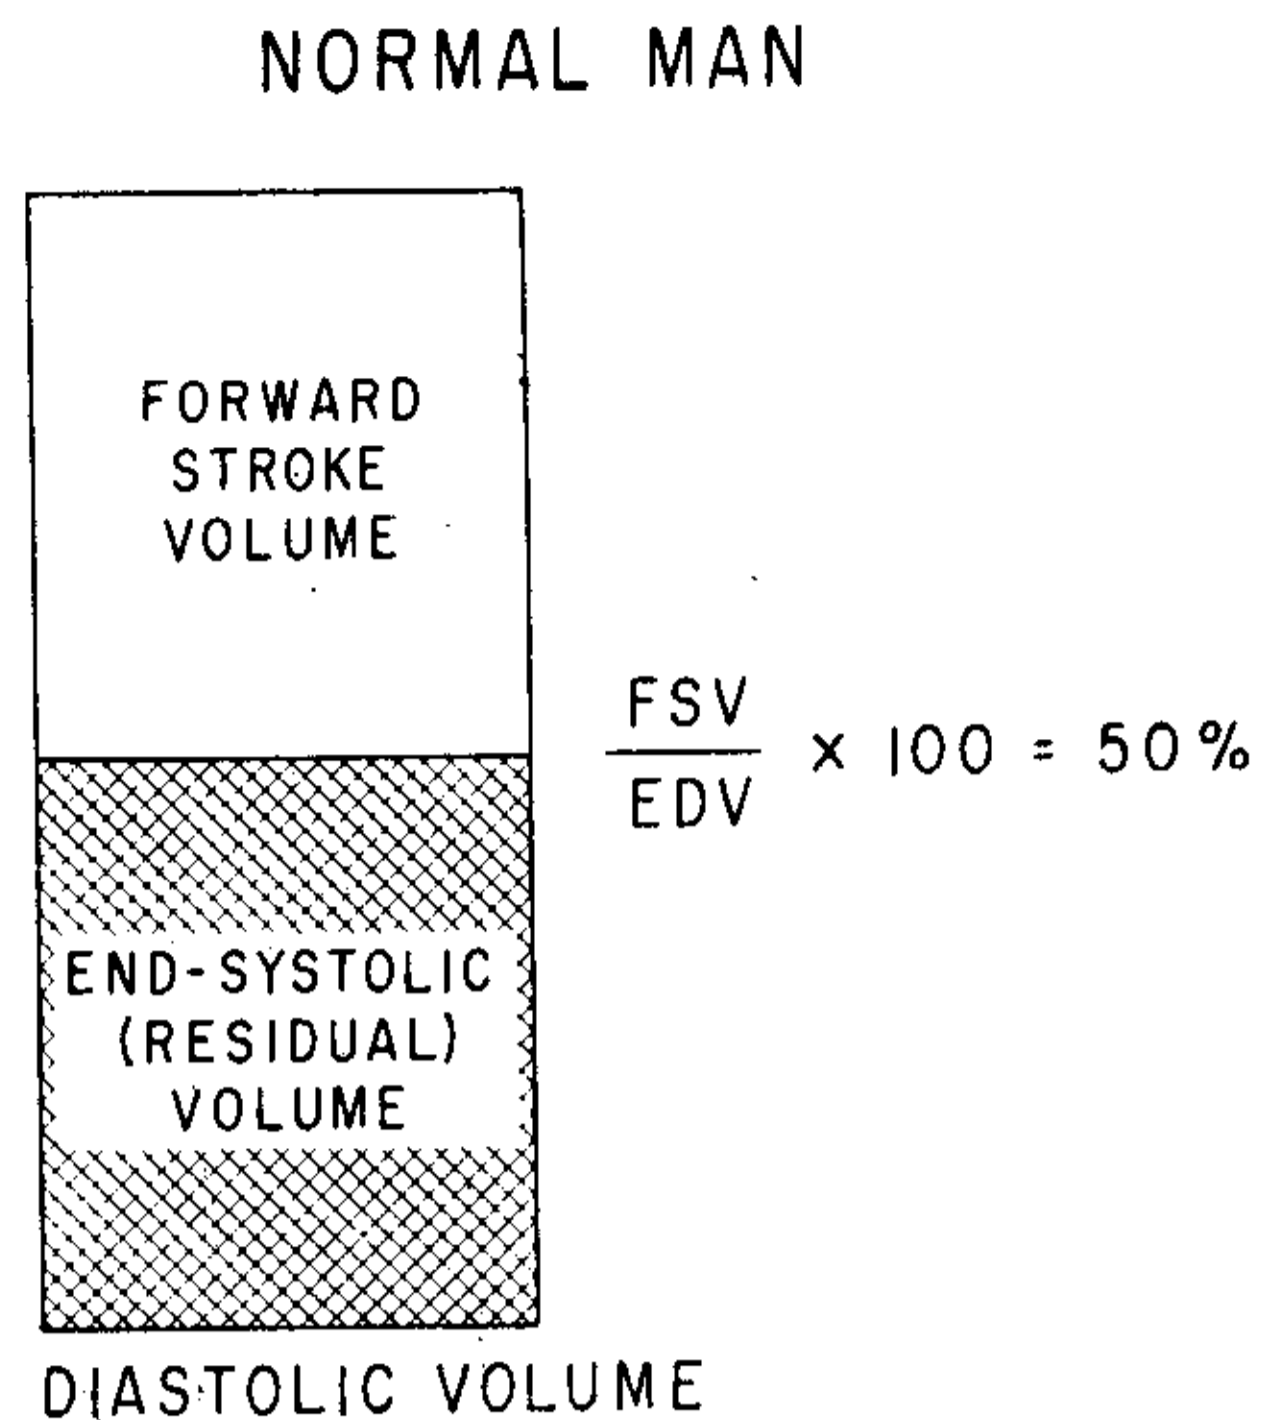 NORMAL MAN
FORWARD
STROKE
VOLUME
FSV
EDV
× 100 = 50%
END-SYSTOLIC
(RESIDUAL)
VOLUME
DIASTOLIC VOLUME